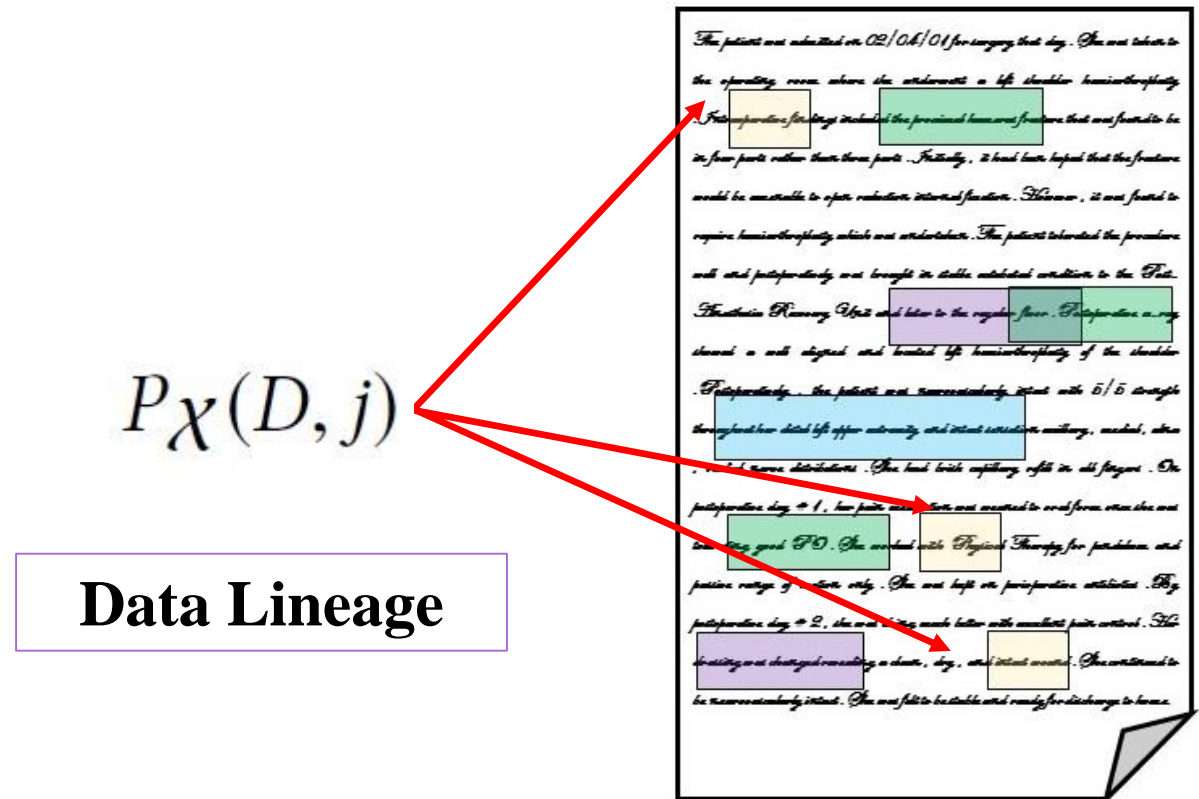 P𝒳(D, j)
Data Lineage
The patient was admitted on 02/04/01 for surgery that day . She was taken to
the operating room where she underwent a left shoulder hemiarthroplasty
. Intraoperative findings included the proximal humerus fracture that was found to be
in four parts rather than three parts . Initially , it had been hoped that the fracture
would be amenable to open reduction internal fixation . However , it was found to
require hemiarthroplasty which was undertaken . The patient tolerated the procedure
well and postoperatively was brought in stable extubated condition to the Post-
Anesthesia Recovery Unit and later to the regular floor . Postoperative x-ray
showed a well aligned and located left hemiarthroplasty of the shoulder
. Postoperatively , the patient was neurovascularly intact with 5/5 strength
throughout her distal left upper extremity and intact sensation axillary , medial , ulna
, nerve distributions . She had brisk capillary refill in all fingers . On
postoperative day # 1 , her pain was weaned to oral form once she was
good PO . She worked with Physical Therapy for pendulum and
passive range of motion only . She was kept on perioperative antibiotics . By
postoperative day # 2 , she was doing much better with excellent pain control . Her
dressing was changed revealing a clean , dry , and intact wound . She continued to
be neurovascularly intact . She was felt to be stable and ready for discharge to home